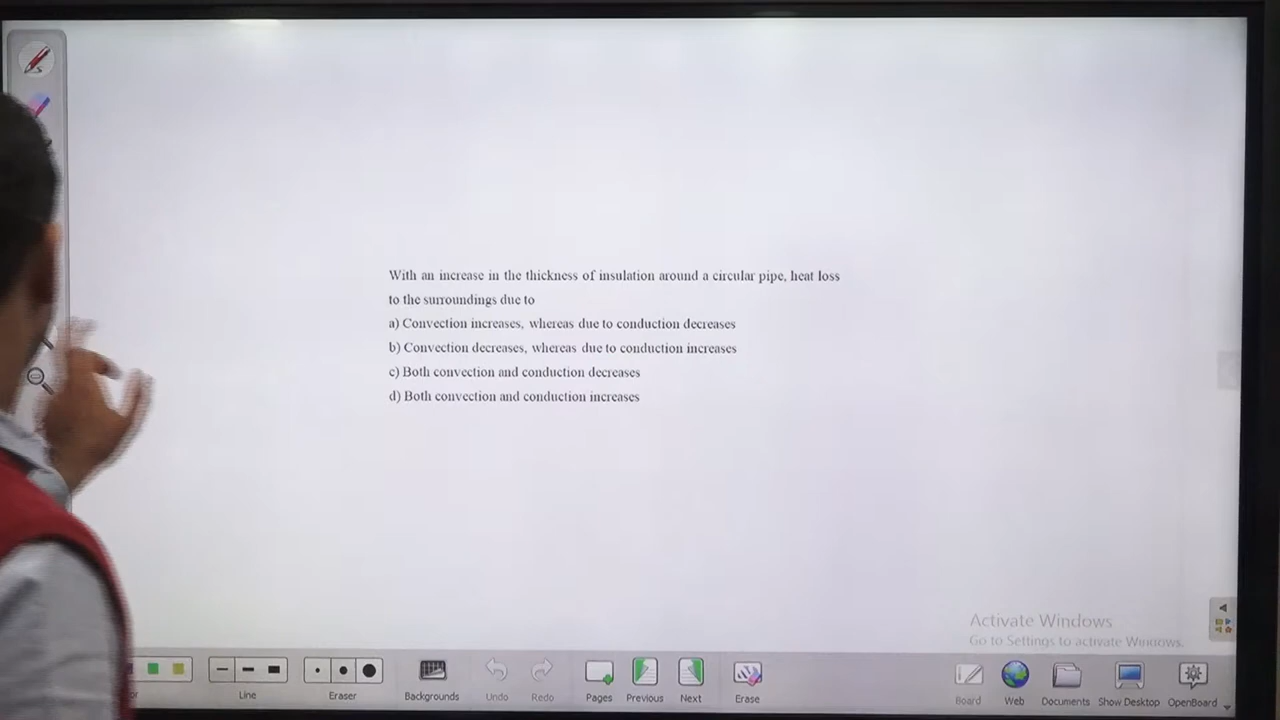 With an increase in the thickness of insulation around a circular pipe, heat loss
to the surroundings due to
a) Convection increases, whereas due to conduction decreases
b) Convection decreases, whereas due to conduction increases
c) Both convection and conduction decreases
d) Both convection and conduction increases
Activate Windows
Go to Settings to activate Windows.
Line
Eraser
Backgrounds
Undo
Redo
Pages
Previous
Next
Erase
Board
Web
Documents
Show Desktop
OpenBoard